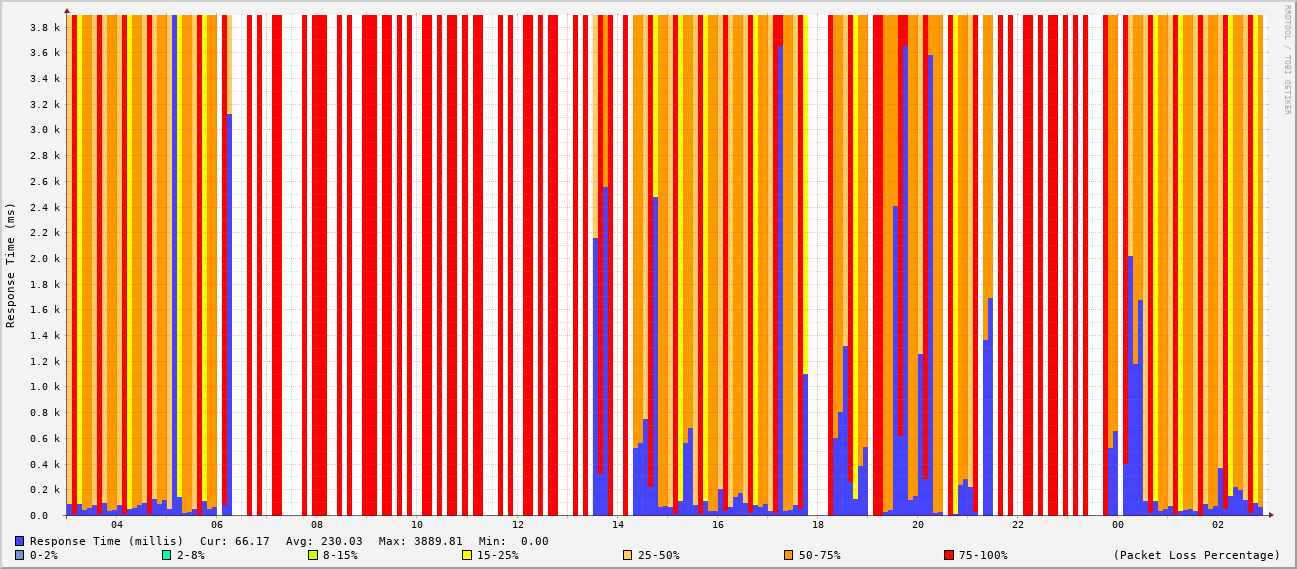 RRDTOOL / TOBI OETIKER
Response Time (ms)
3.8 k
3.6 k
3.4 k
3.2 k
3.0 k
2.8 k
2.6 k
2.4 k
2.2 k
2.0 k
1.8 k
1.6 k
1.4 k
1.2 k
1.0 k
0.8 k
0.6 k
0.4 k
0.2 k
0.0
04 06 08 10 12 14 16 18 20 22 00 02
Response Time (millis) Cur: 66.17 Avg: 230.03 Max: 3889.81 Min: 0.00
0-2% 2-8% 8-15% 15-25% 25-50% 50-75% 75-100% (Packet Loss Percentage)